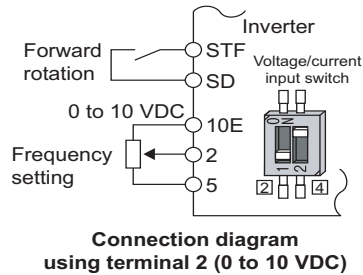 Inverter
Forward
rotation
STF
SD
Voltage/current
input switch
0 to 10 VDC
10E
Frequency
setting
2
5
ON
1 2
2 4
Connection diagram
using terminal 2 (0 to 10 VDC)